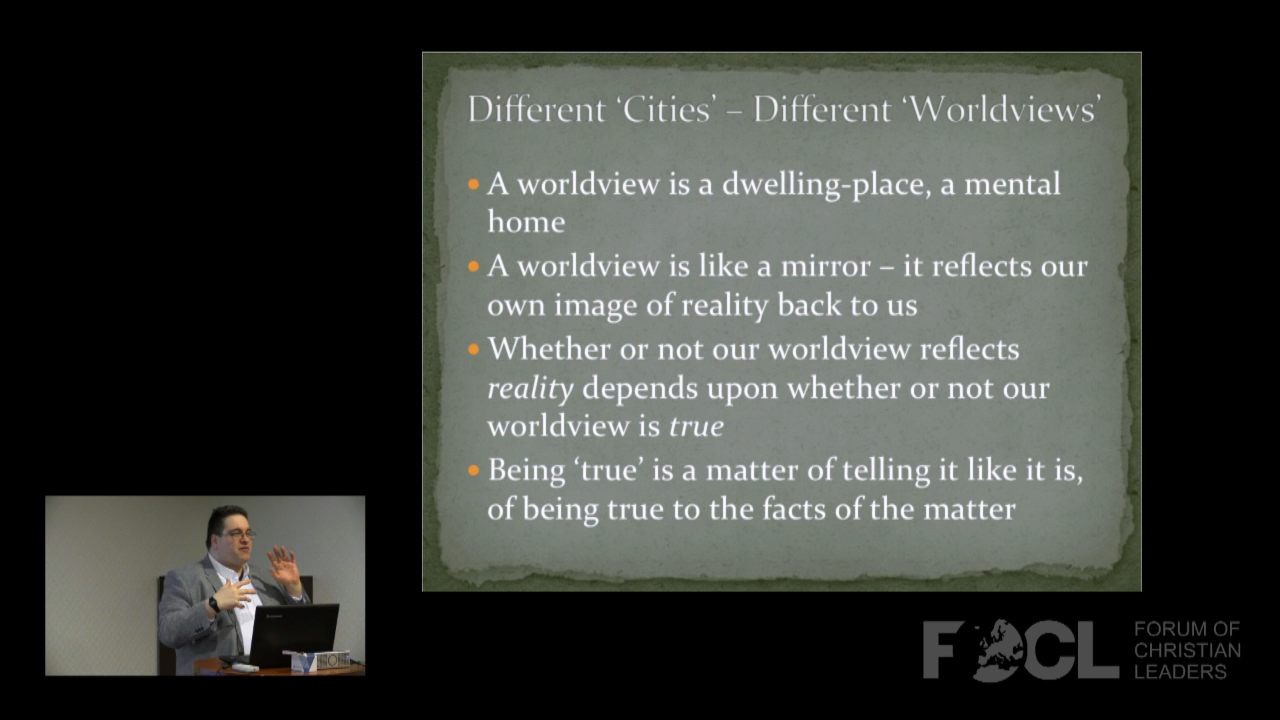 Different ‘Cities’ – Different ‘Worldviews’
A worldview is a dwelling-place, a mental
home
A worldview is like a mirror – it reflects our
own image of reality back to us
Whether or not our worldview reflects
reality depends upon whether or not our
worldview is true
Being ‘true’ is a matter of telling it like it is,
of being true to the facts of the matter
FOCL
FORUM OF
CHRISTIAN
LEADERS